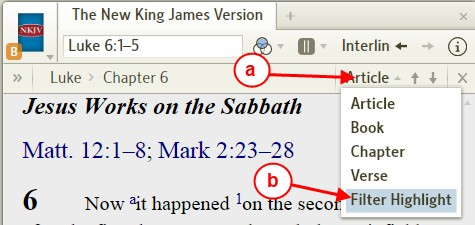 The New King James Version
NKJV
B
Luke 6:1–5
Interlin
a
» Luke > Chapter 6
Article
Jesus Works on the Sabbath
Article
Matt. 12:1–8; Mark 2:23–28
Book
Chapter
Verse
b
Filter Highlight
6 Now a it happened 1 on the secon